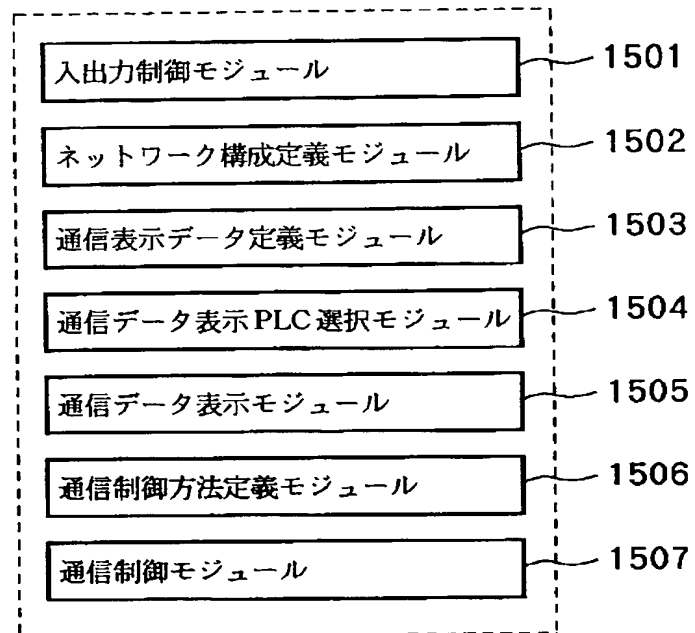 入出力制御モジュール 1501
ネットワーク構成定義モジュール 1502
通信表示データ定義モジュール 1503
通信データ表示PLC選択モジュール 1504
通信データ表示モジュール 1505
通信制御方法定義モジュール 1506
通信制御モジュール 1507